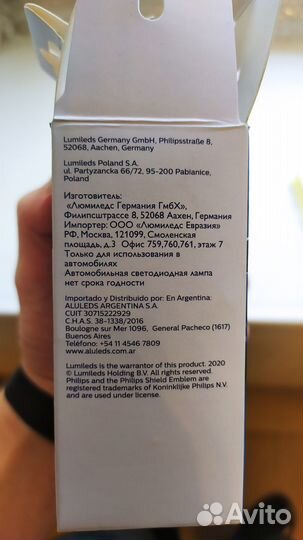 Lumileds Germany GmbH, Philipsstraße 8,
52068, Aachen, Germany
Lumileds Poland S.A.
ul. Partyzancka 66/72, 95-200 Pabianice,
Poland
Изготовитель:
«Люмиледс Германия ГмбХ»,
Филипсштрассе 8, 52068 Аахен, Германия
Импортер: ООО «Люмиледс Евразия»
РФ, Москва, 121099, Смоленская
площадь, д.3 Офис 759,760,761, этаж 7
Только для использования в
автомобилях
Автомобильная светодиодная лампа
нет срока годности
Importado y Distribuido por: En Argentina:
ALULEDS ARGENTINA S.A.
CUIT 30715222929
C.H.A.S. 38-1338/2016
Boulogne sur Mer 1096, General Pacheco (1617)
Buenos Aires
Teléfono: +54 11 4546 7809
www.aluleds.com.ar
Lumileds is the warrantor of this product. 2020
© Lumileds Holding B.V. All rights reserved.
Philips and the Philips Shield Emblem are
registered trademarks of Koninklijke Philips N.V.
and are used under license.
Avito